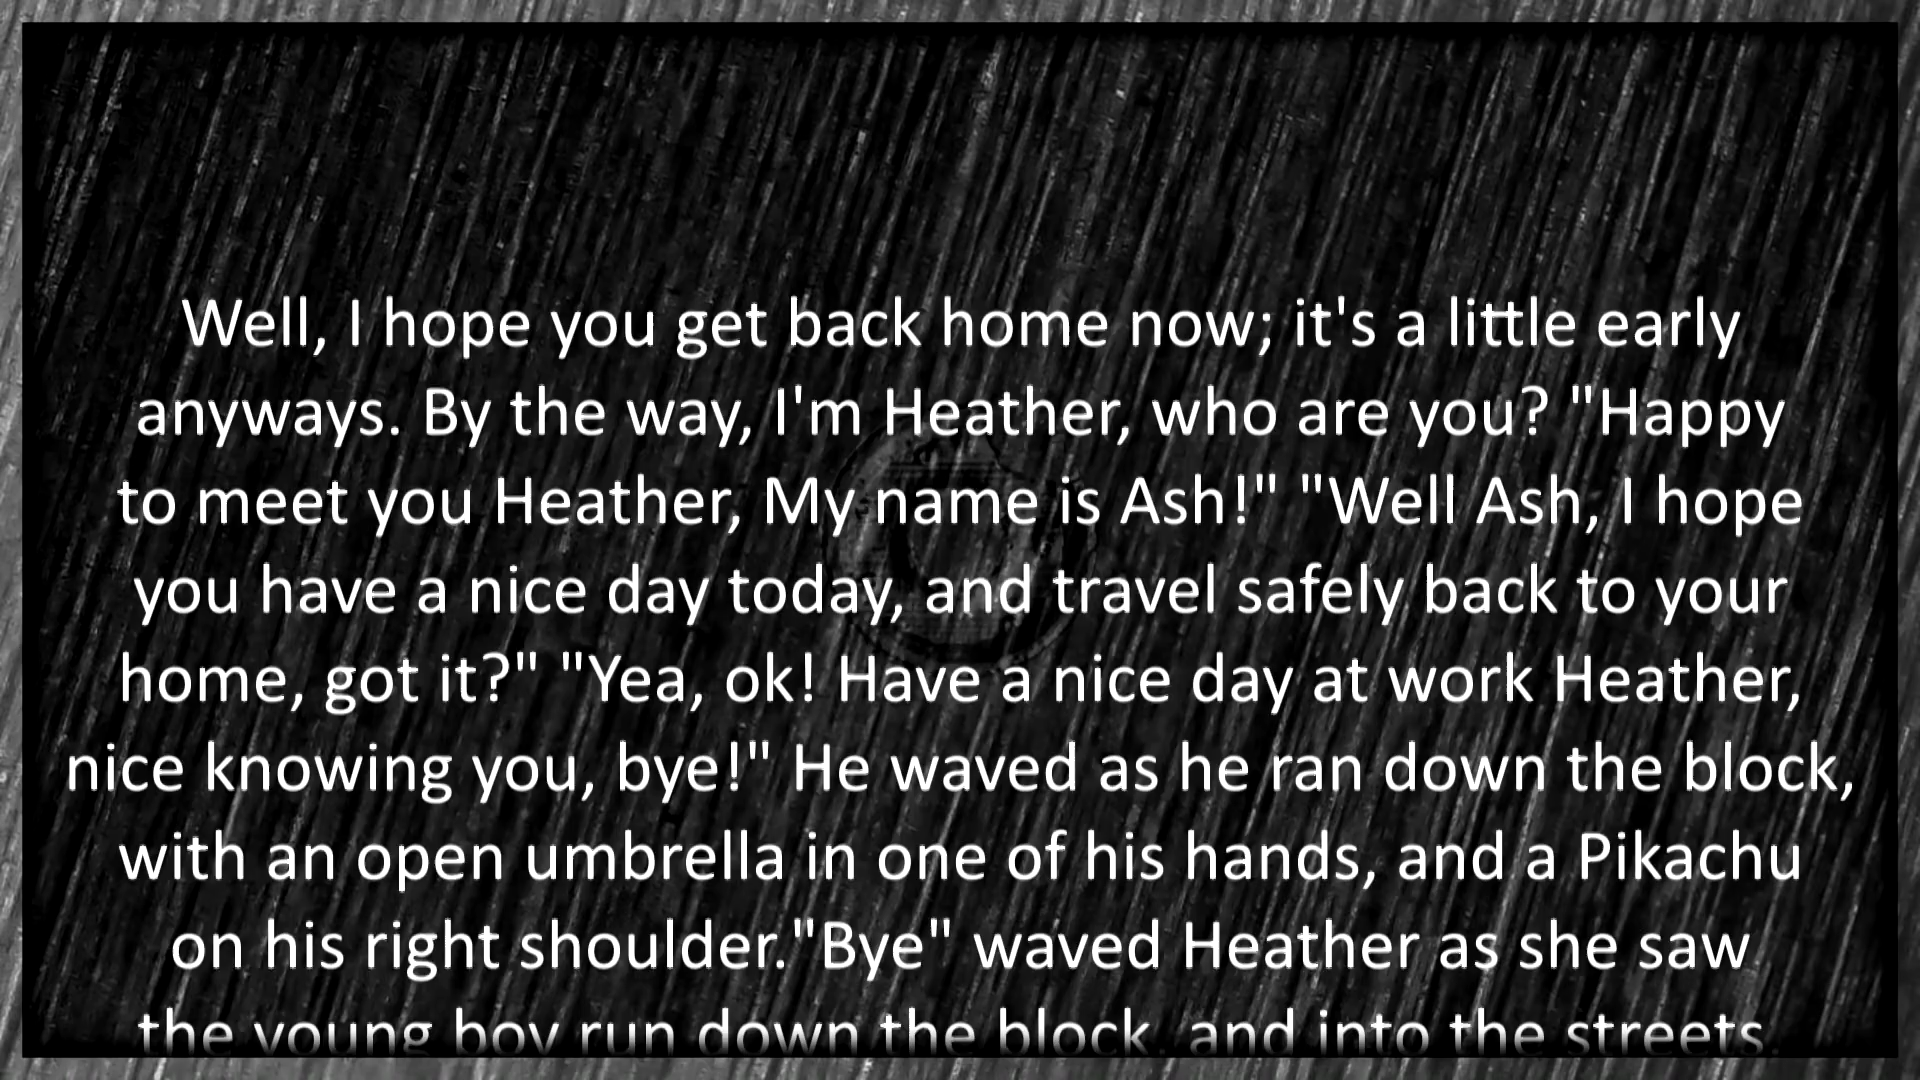 Well, I hope you get back home now; it's a little early
anyways. By the way, I'm Heather, who are you? "Happy
to meet you Heather, My name is Ash!" "Well Ash, I hope
you have a nice day today, and travel safely back to your
home, got it?" "Yea, ok! Have a nice day at work Heather,
nice knowing you, bye!" He waved as he ran down the block,
with an open umbrella in one of his hands, and a Pikachu
on his right shoulder."Bye" waved Heather as she saw
the young boy run down the block, and into the streets.